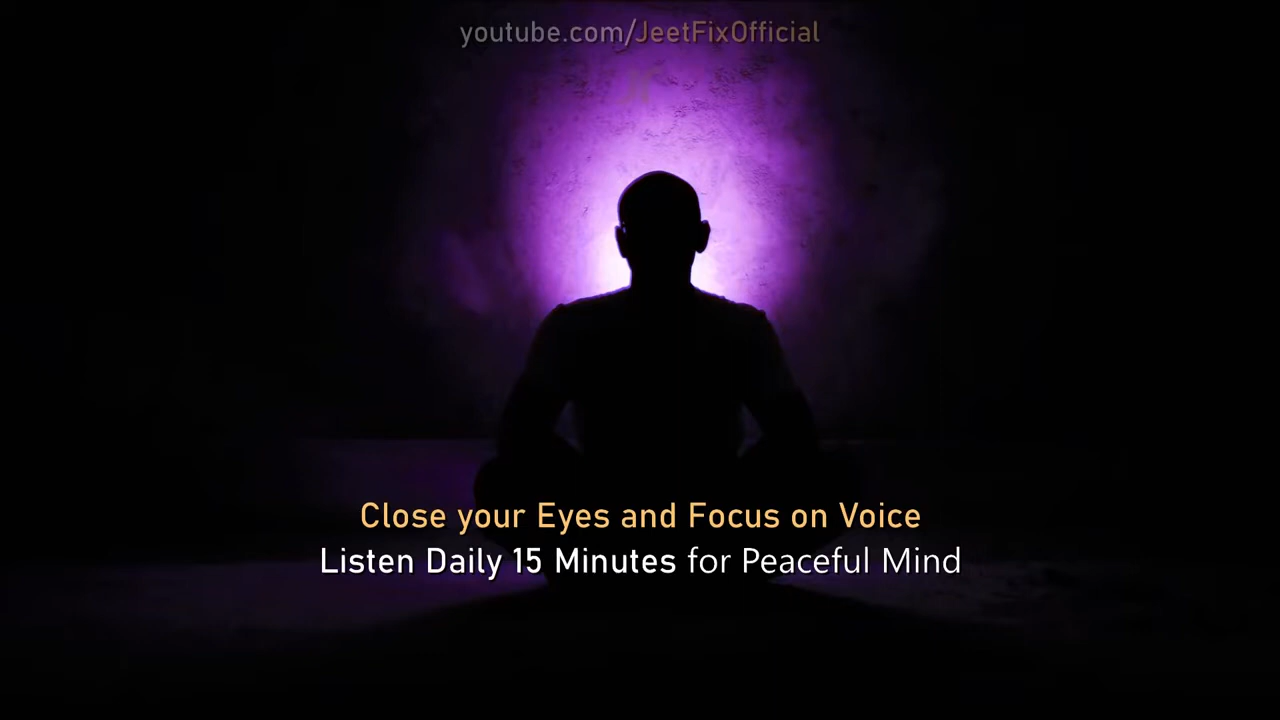 youtube.com/JeetFixOfficial
Close your Eyes and Focus on Voice
Listen Daily 15 Minutes for Peaceful Mind